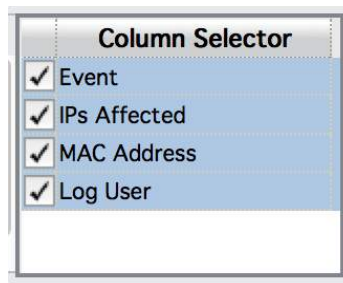 Column Selector
Event
IPs Affected
MAC Address
Log User